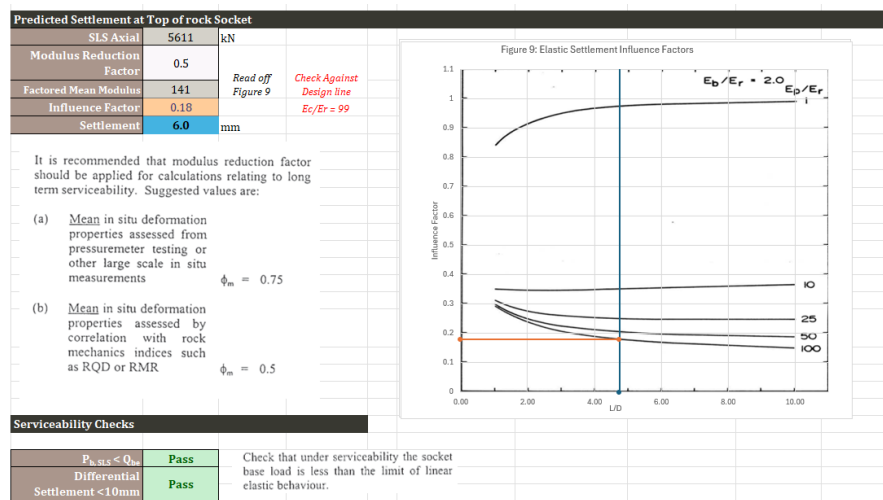 Predicted Settlement at Top of rock Socket
SLS Axial 5611 kN
Modulus Reduction
Factor 0.5
Factored Mean Modulus 141
Influence Factor 0.18
Settlement 6.0 mm
Read off
Figure 9
Check Against
Design line
Ec/Er = 99
It is recommended that modulus reduction factor
should be applied for calculations relating to long
term serviceability. Suggested values are:
(a) Mean in situ deformation
properties assessed from
pressuremeter testing or
other large scale in situ
measurements ϕm = 0.75
(b) Mean in situ deformation
properties assessed by
correlation with rock
mechanics indices such
as RQD or RMR ϕm = 0.5
Figure 9: Elastic Settlement Influence Factors
Eb/Er = 2.0
Ep/Er
1
10
25
50
100
Influence Factor
1.1
1
0.9
0.8
0.7
0.6
0.5
0.4
0.3
0.2
0.1
0
0.00 2.00 4.00 6.00 8.00 10.00
L/D
Serviceability Checks
Pb, SLS < Qbe Pass
Differential
Settlement <10mm Pass
Check that under serviceability the socket
base load is less than the limit of linear
elastic behaviour.